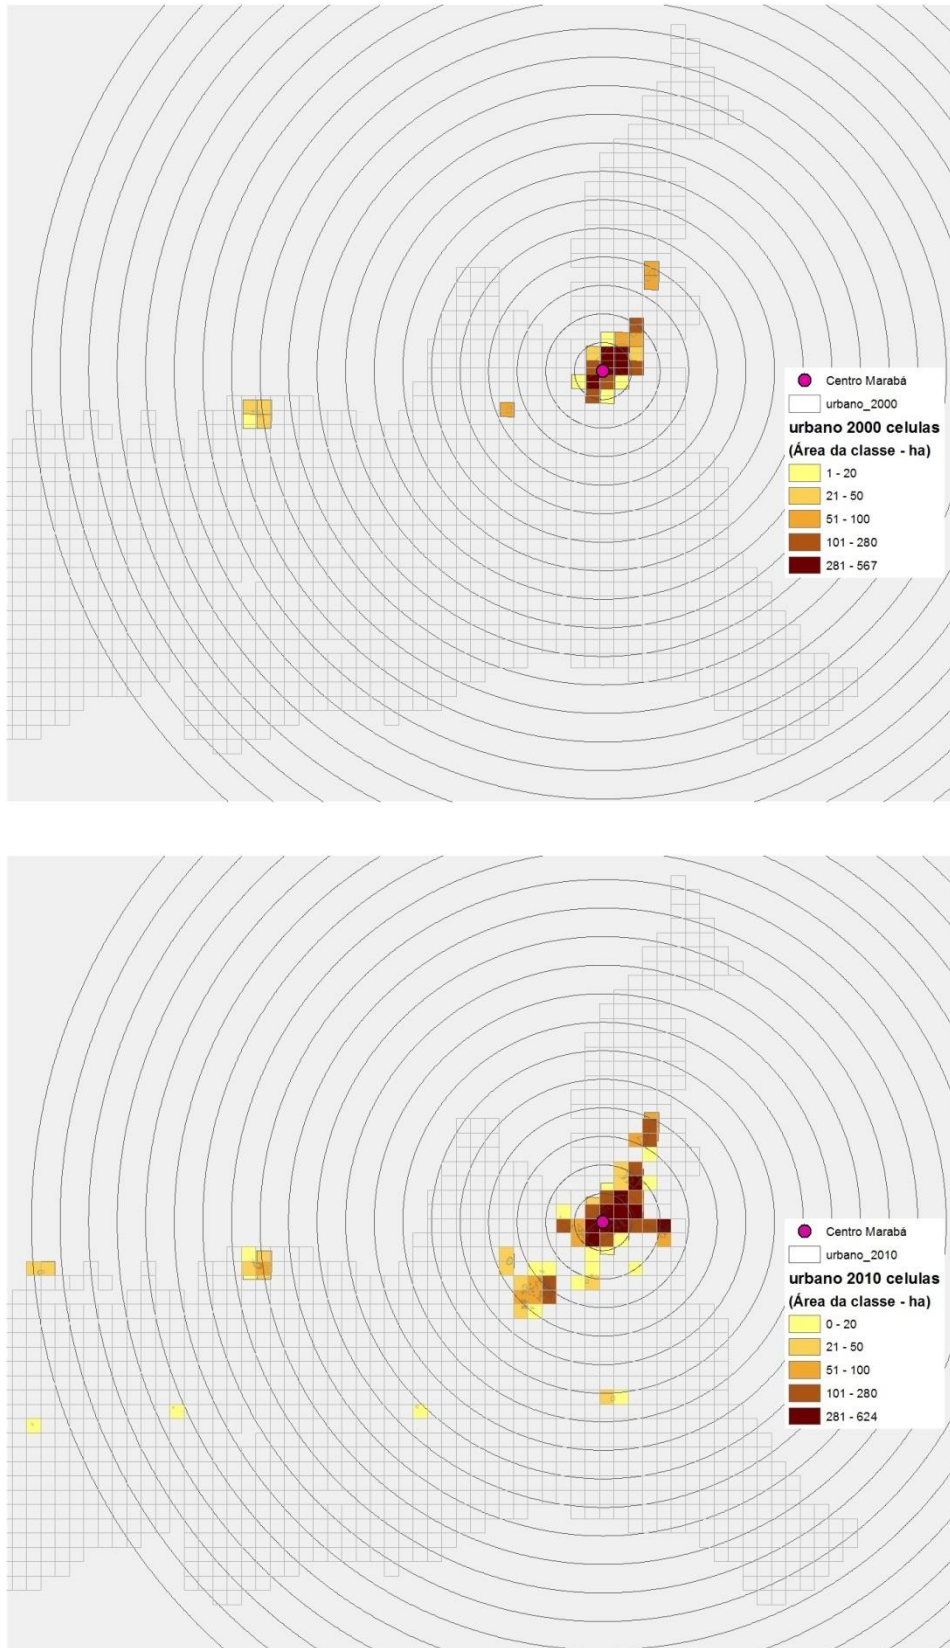 Centro Marabá
urbano_2000
urbano 2000 celulas
(Área da classe - ha)
1 - 20
21 - 50
51 - 100
101 - 280
281 - 567
Centro Marabá
urbano_2010
urbano 2010 celulas
(Área da classe - ha)
0 - 20
21 - 50
51 - 100
101 - 280
281 - 624